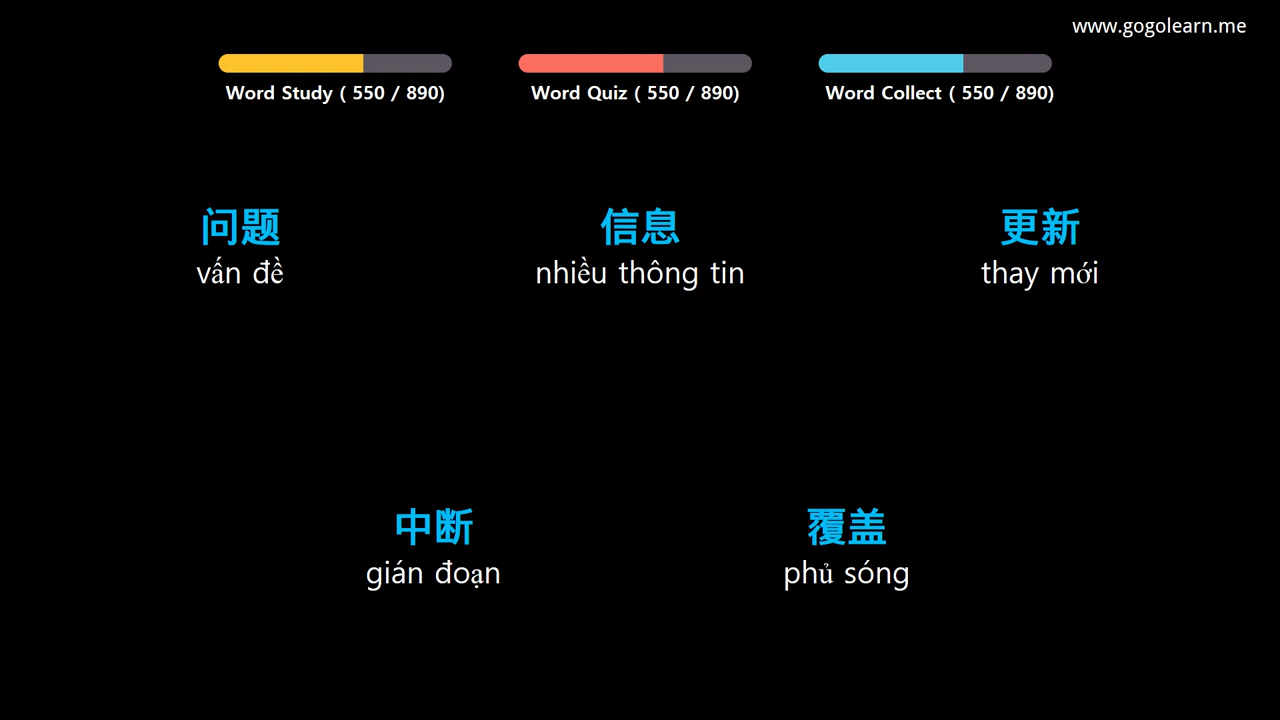 www.gogolearn.me
Word Study ( 550 / 890)
Word Quiz ( 550 / 890)
Word Collect ( 550 / 890)
问题
vấn đề
信息
nhiều thông tin
更新
thay mới
中断
gián đoạn
覆盖
phủ sóng